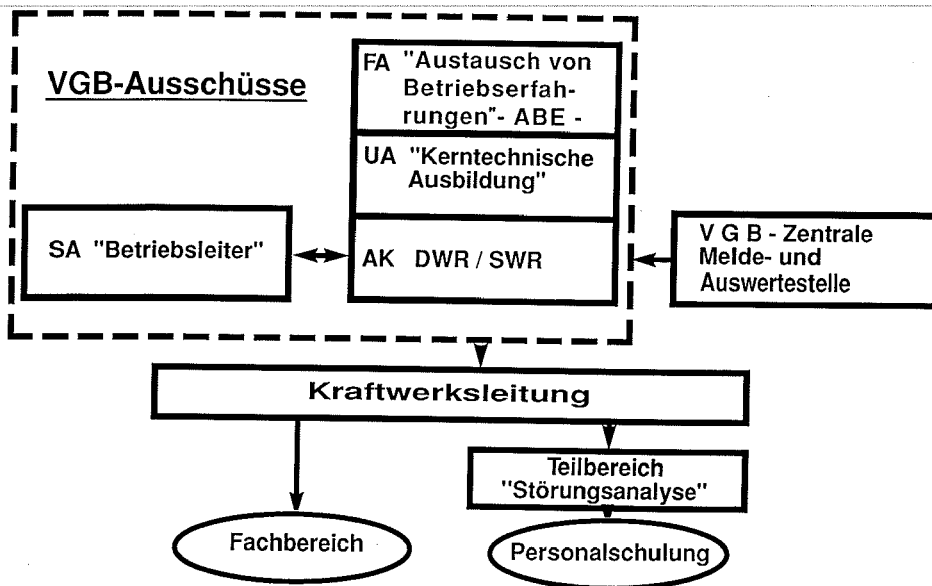 VGB-Ausschüsse
FA "Austausch von
Betriebserfah-
rungen"- ABE -
UA "Kerntechnische
Ausbildung"
SA "Betriebsleiter"
AK DWR / SWR
V G B - Zentrale
Melde- und
Auswertestelle
Kraftwerksleitung
Teilbereich
"Störungsanalyse"
Fachbereich
Personalschulung